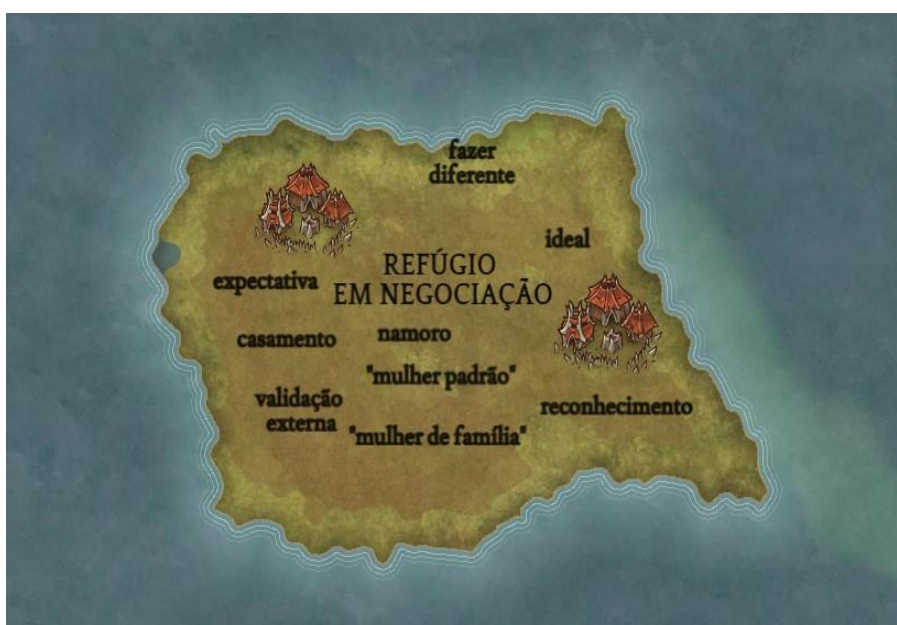 fazer
diferente
ideal
REFÚGIO
EM NEGOCIAÇÃO
expectativa
casamento
namoro
"mulher padrão"
validação
externa
reconhecimento
"mulher de família"